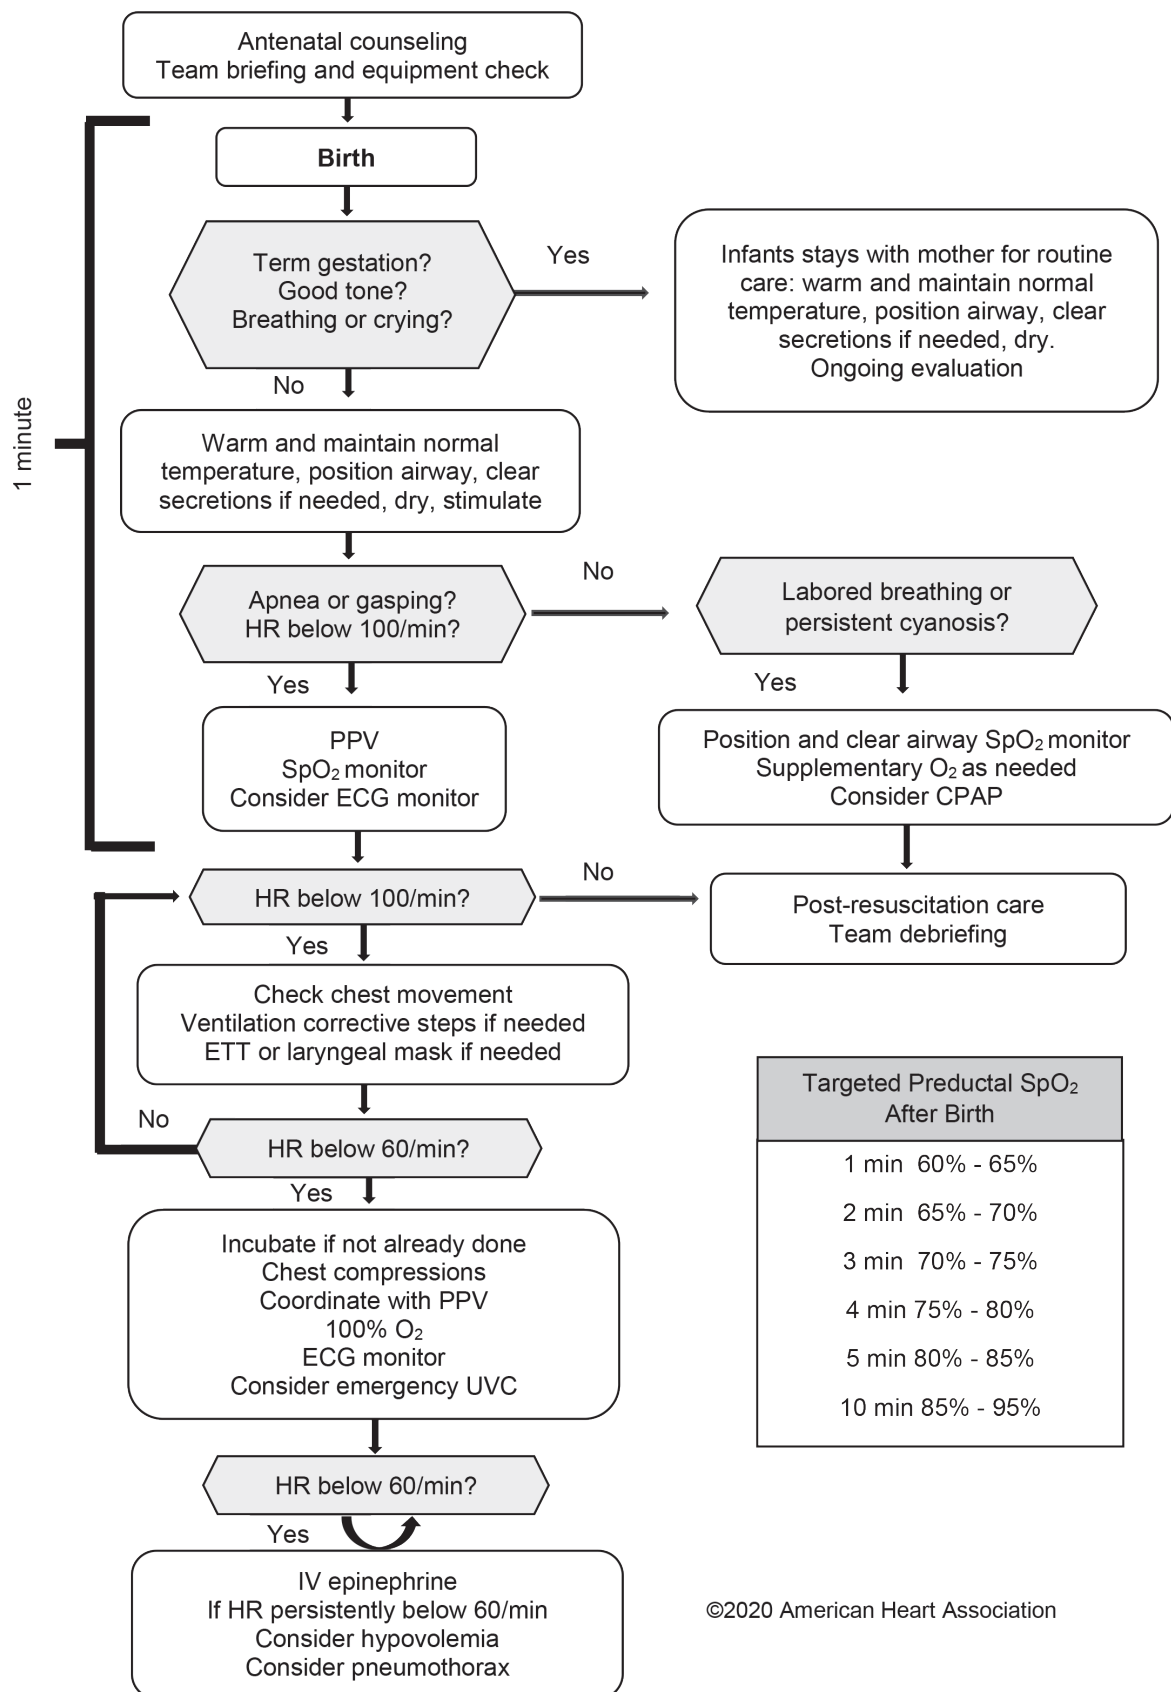 Antenatal counseling
Team briefing and equipment check
Birth
Term gestation?
Good tone?
Breathing or crying?
Yes
Infants stays with mother for routine
care: warm and maintain normal
temperature, position airway, clear
secretions if needed, dry.
Ongoing evaluation
No
1 minute
Warm and maintain normal
temperature, position airway, clear
secretions if needed, dry, stimulate
Apnea or gasping?
HR below 100/min?
No
Labored breathing or
persistent cyanosis?
Yes
Yes
PPV
SpO₂ monitor
Consider ECG monitor
Position and clear airway SpO₂ monitor
Supplementary O₂ as needed
Consider CPAP
HR below 100/min?
No
Post-resuscitation care
Team debriefing
Yes
Check chest movement
Ventilation corrective steps if needed
ETT or laryngeal mask if needed
No
HR below 60/min?
Yes
Incubate if not already done
Chest compressions
Coordinate with PPV
100% O₂
ECG monitor
Consider emergency UVC
HR below 60/min?
Yes
IV epinephrine
If HR persistently below 60/min
Consider hypovolemia
Consider pneumothorax
Targeted Preductal SpO₂
After Birth
1 min 60% - 65%
2 min 65% - 70%
3 min 70% - 75%
4 min 75% - 80%
5 min 80% - 85%
10 min 85% - 95%
©2020 American Heart Association